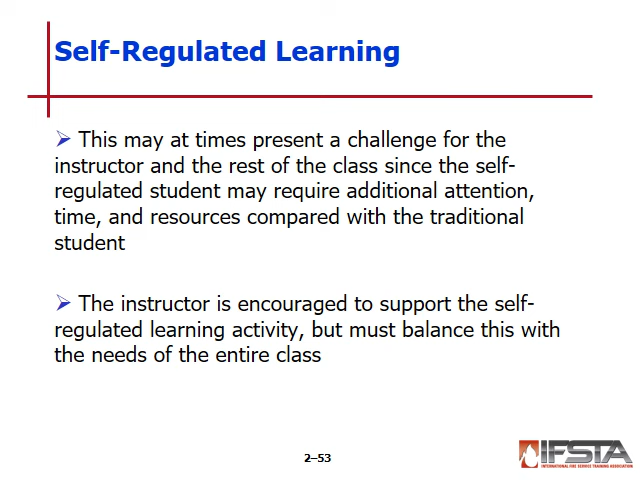 Self-Regulated Learning
This may at times present a challenge for the
instructor and the rest of the class since the self-
regulated student may require additional attention,
time, and resources compared with the traditional
student
The instructor is encouraged to support the self-
regulated learning activity, but must balance this with
the needs of the entire class
2–53
IFSTA
INTERNATIONAL FIRE SERVICE TRAINING ASSOCIATION